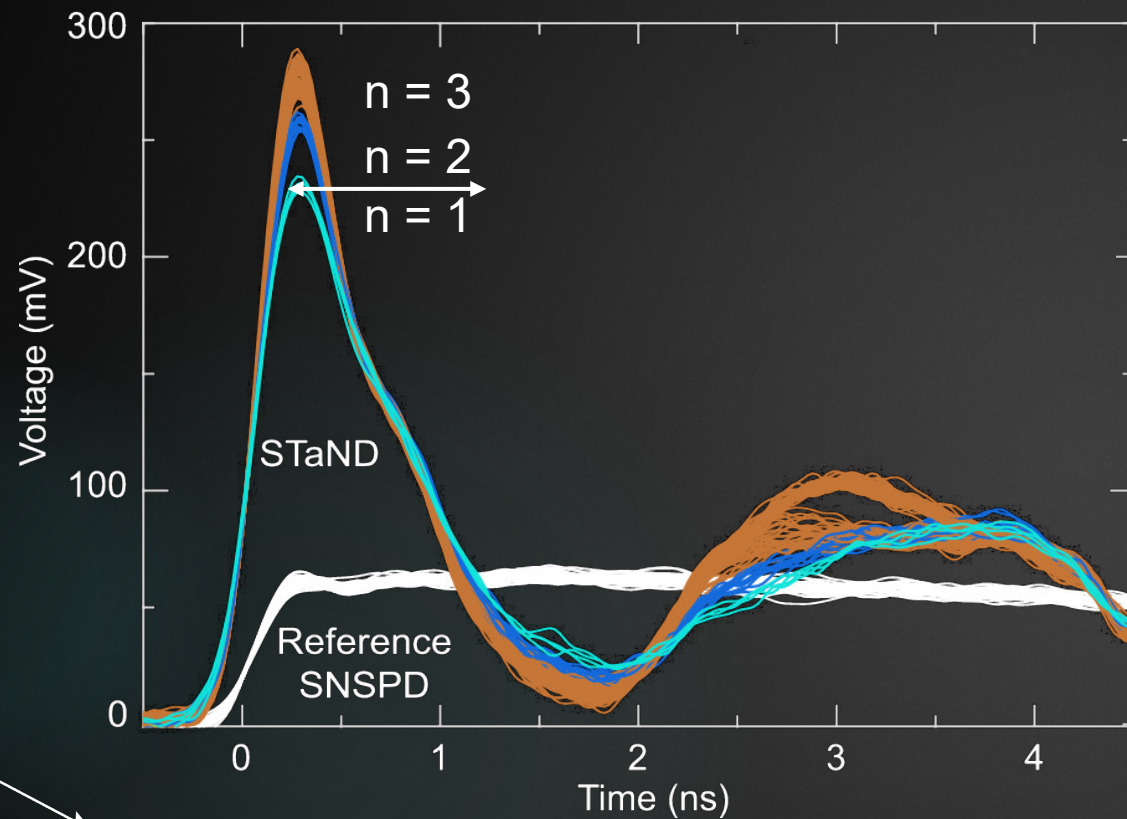 300
n = 3
n = 2
n = 1
200
Voltage (mV)
STaND
100
Reference
SNSPD
0
0 1 2 3 4
Time (ns)